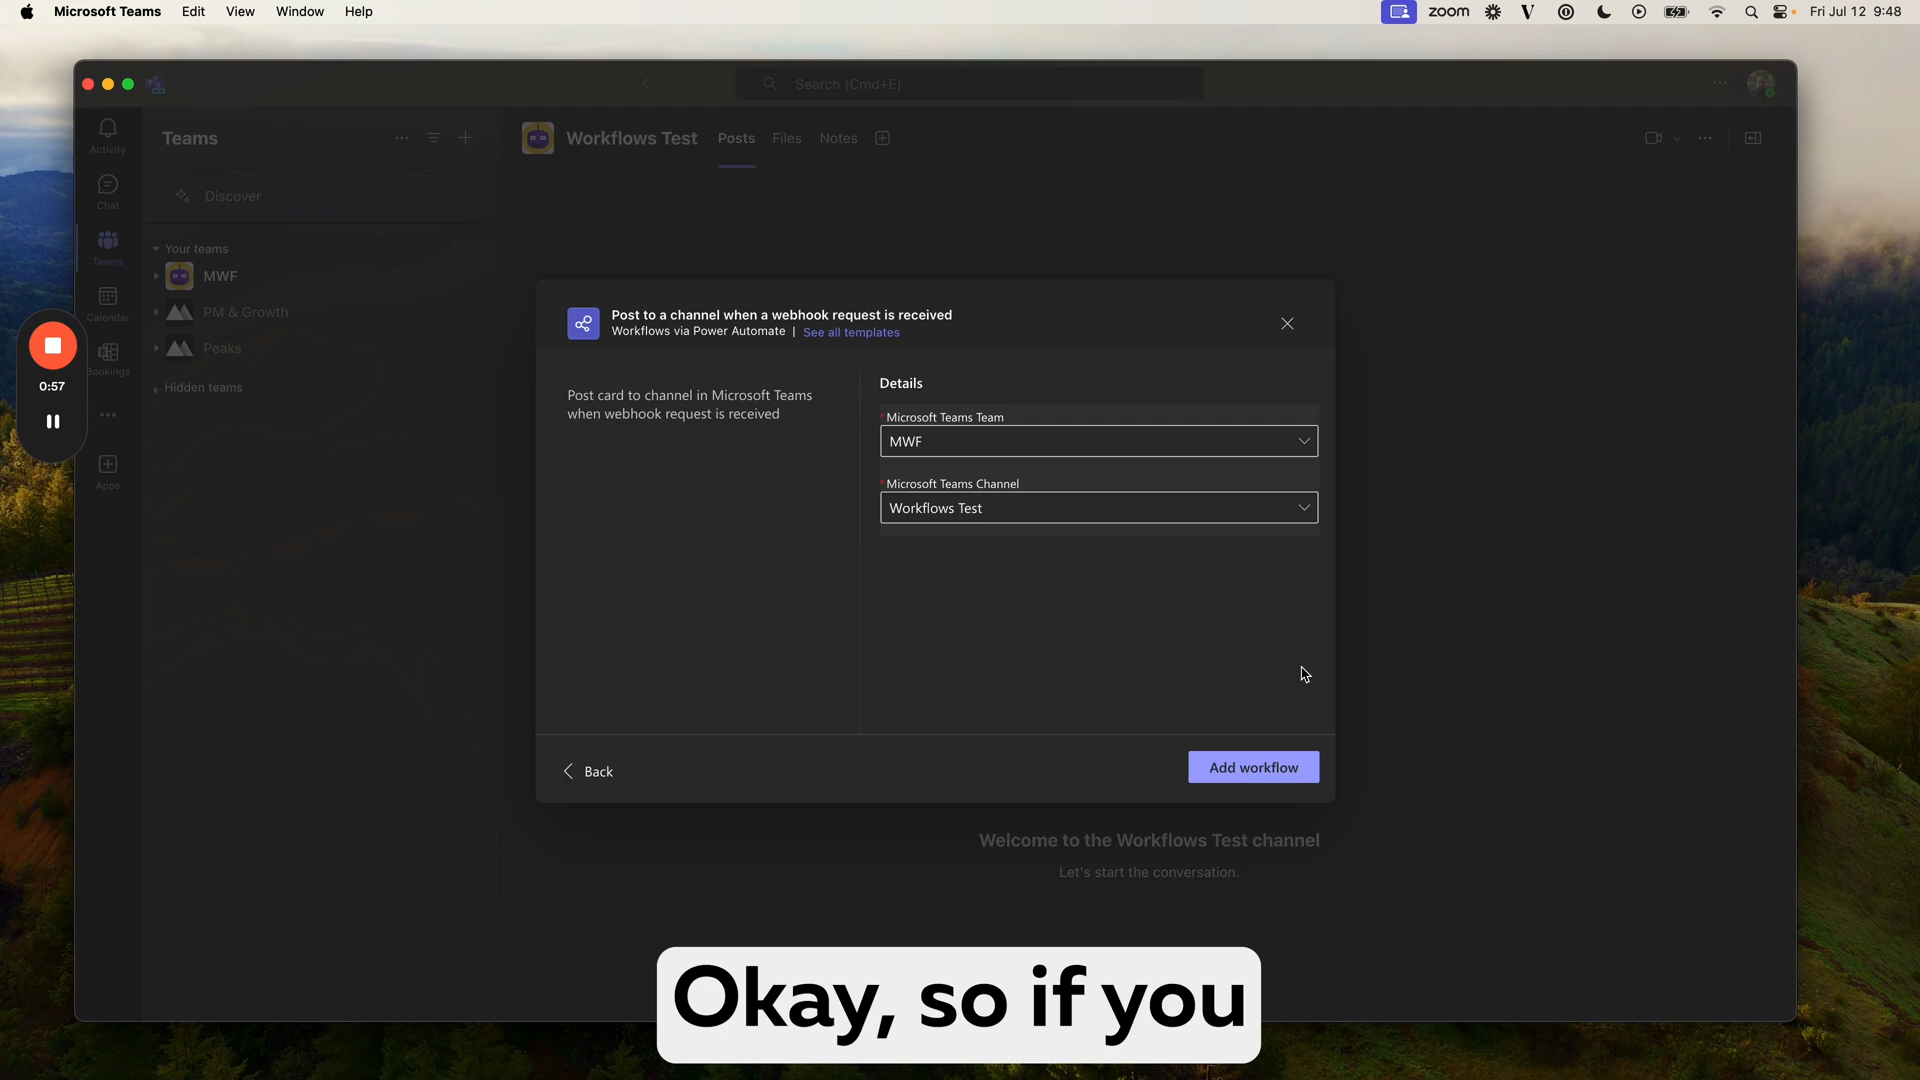 Microsoft Teams Edit View Window Help
zoom
Fri Jul 12 9:48
Search (Cmd+E)
Activity
Chat
Teams
Calendar
Bookings
Apps
0:57
Teams
Discover
Your teams
MWF
PM & Growth
Peaks
Hidden teams
Workflows Test Posts Files Notes
Post to a channel when a webhook request is received
Workflows via Power Automate | See all templates
Post card to channel in Microsoft Teams
when webhook request is received
Details
* Microsoft Teams Team
MWF
* Microsoft Teams Channel
Workflows Test
Back
Add workflow
Welcome to the Workflows Test channel
Let's start the conversation.
Okay, so if you